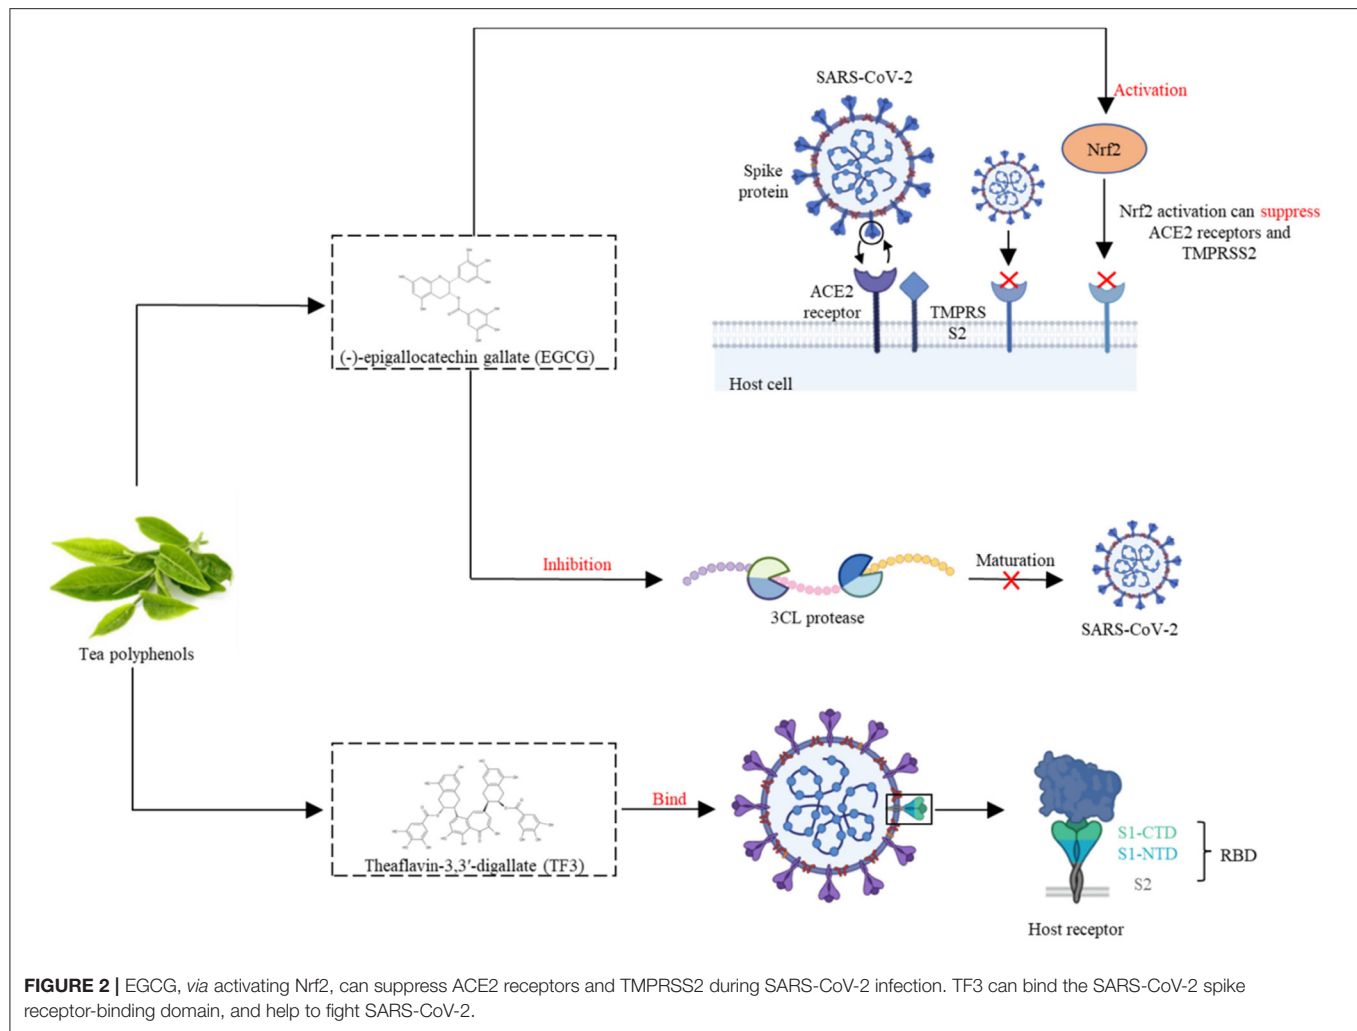 SARS-CoV-2
Activation
Nrf2
Spike
protein
Nrf2 activation can suppress
ACE2 receptors and
TMPRSS2
ACE2
receptor
TMPRS
S2
Host cell
(-)-epigallocatechin gallate (EGCG)
Inhibition
3CL protease
Maturation
SARS-CoV-2
Tea polyphenols
Theaflavin-3,3′-digallate (TF3)
Bind
S1-CTD
S1-NTD
S2
RBD
Host receptor
FIGURE 2 | EGCG, via activating Nrf2, can suppress ACE2 receptors and TMPRSS2 during SARS-CoV-2 infection. TF3 can bind the SARS-CoV-2 spike
receptor-binding domain, and help to fight SARS-CoV-2.